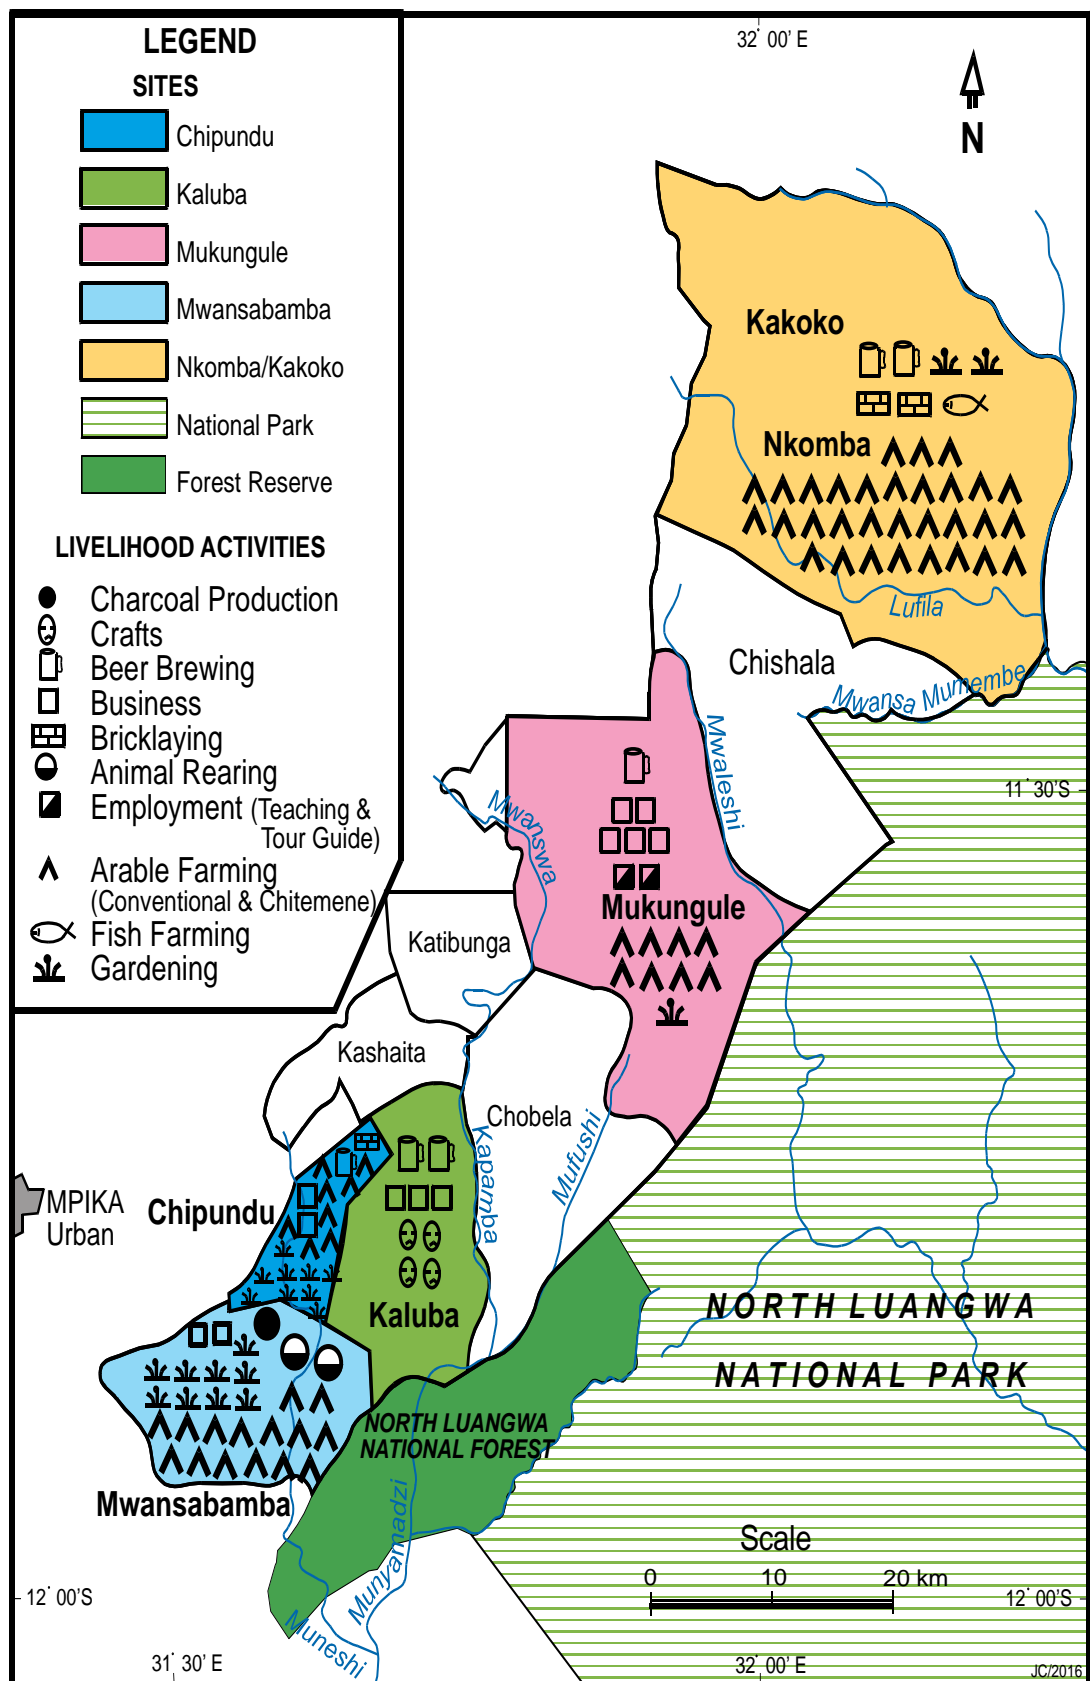 LEGEND
SITES
Chipundu
Kaluba
Mukungule
Mwansabamba
Nkomba/Kakoko
National Park
Forest Reserve
LIVELIHOOD ACTIVITIES
Charcoal Production
Crafts
Beer Brewing
Business
Bricklaying
Animal Rearing
Employment (Teaching &
Tour Guide)
Arable Farming
(Conventional & Chitemene)
Fish Farming
Gardening
32° 00' E
N
Kakoko
Nkomba
Lufila
Chishala
Mwansa Mumembe
Mwaleshi
11° 30'S
Mwanswa
Mukungule
Katibunga
Kashaita
Chobela
Kapamba
Mufushi
MPIKA
Urban
Chipundu
Kaluba
NORTH LUANGWA
NATIONAL PARK
NORTH LUANGWA
NATIONAL FOREST
Mwansabamba
Munyamadzi
Muneshi
Scale
0 10 20 km
12° 00'S
12° 00'S
31° 30' E
32° 00' E
JC/2016